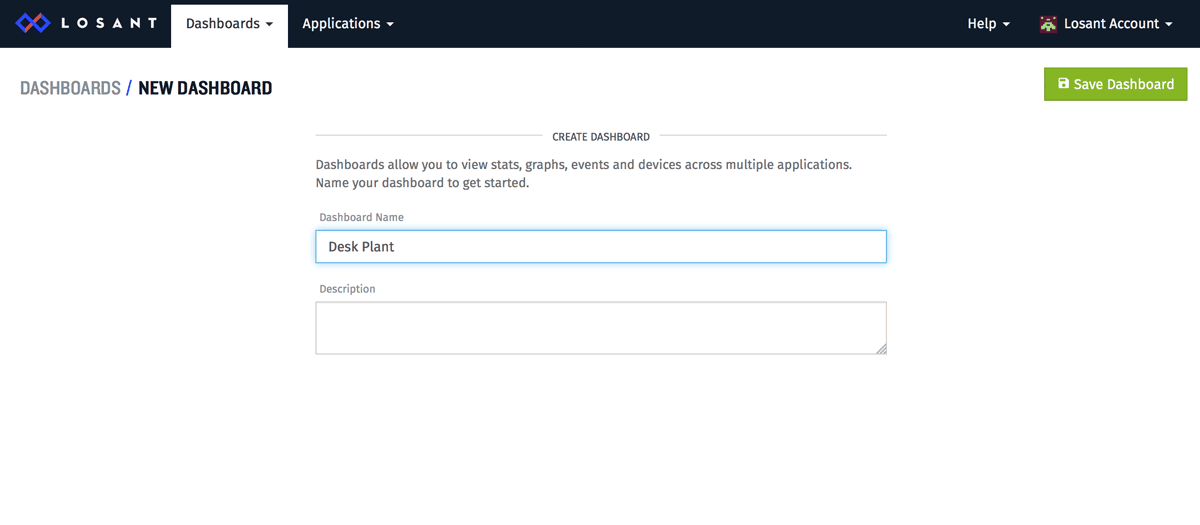 LOSANT Dashboards Applications Help Losant Account
DASHBOARDS / NEW DASHBOARD Save Dashboard
CREATE DASHBOARD
Dashboards allow you to view stats, graphs, events and devices across multiple applications.
Name your dashboard to get started.
Dashboard Name
Desk Plant
Description